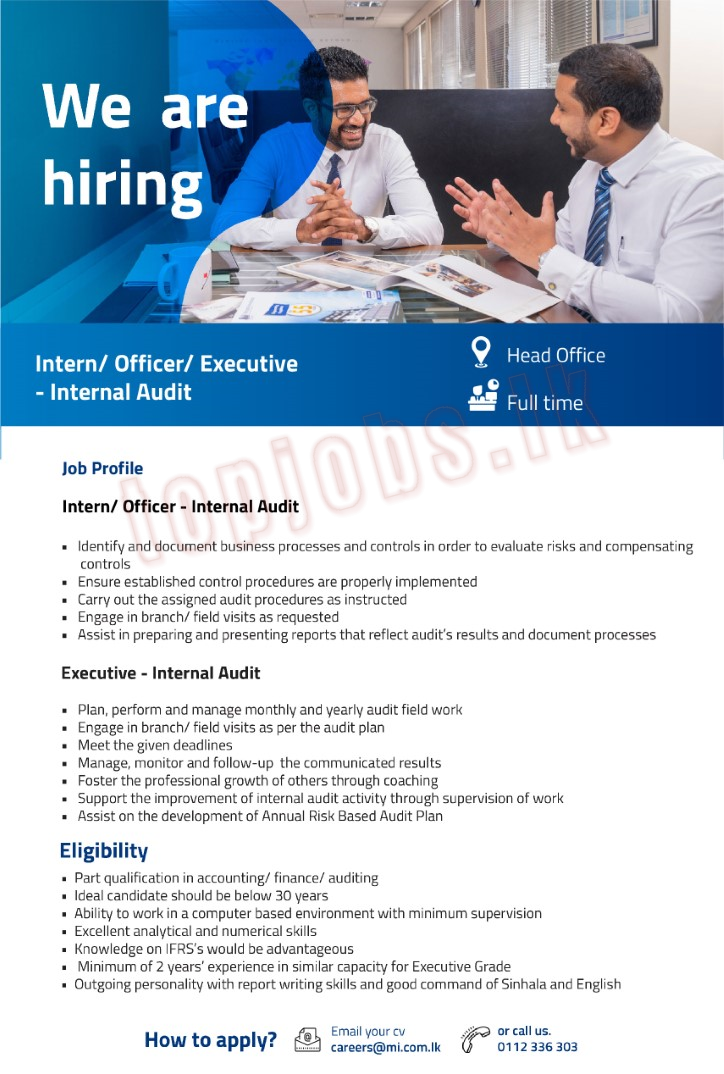 We are
hiring
Intern/ Officer/ Executive
- Internal Audit
Head Office
Full time
topjobs.lk
Job Profile
Intern/ Officer - Internal Audit
▪ Identify and document business processes and controls in order to evaluate risks and compensating
controls
▪ Ensure established control procedures are properly implemented
▪ Carry out the assigned audit procedures as instructed
▪ Engage in branch/ field visits as requested
▪ Assist in preparing and presenting reports that reflect audit's results and document processes
Executive - Internal Audit
▪ Plan, perform and manage monthly and yearly audit field work
▪ Engage in branch/ field visits as per the audit plan
▪ Meet the given deadlines
▪ Manage, monitor and follow-up the communicated results
▪ Foster the professional growth of others through coaching
▪ Support the improvement of internal audit activity through supervision of work
▪ Assist on the development of Annual Risk Based Audit Plan
Eligibility
▪ Part qualification in accounting/ finance/ auditing
▪ Ideal candidate should be below 30 years
▪ Ability to work in a computer based environment with minimum supervision
▪ Excellent analytical and numerical skills
▪ Knowledge on IFRS's would be advantageous
▪ Minimum of 2 years' experience in similar capacity for Executive Grade
▪ Outgoing personality with report writing skills and good command of Sinhala and English
How to apply?
Email your cv
careers@mi.com.lk
or call us.
0112 336 303